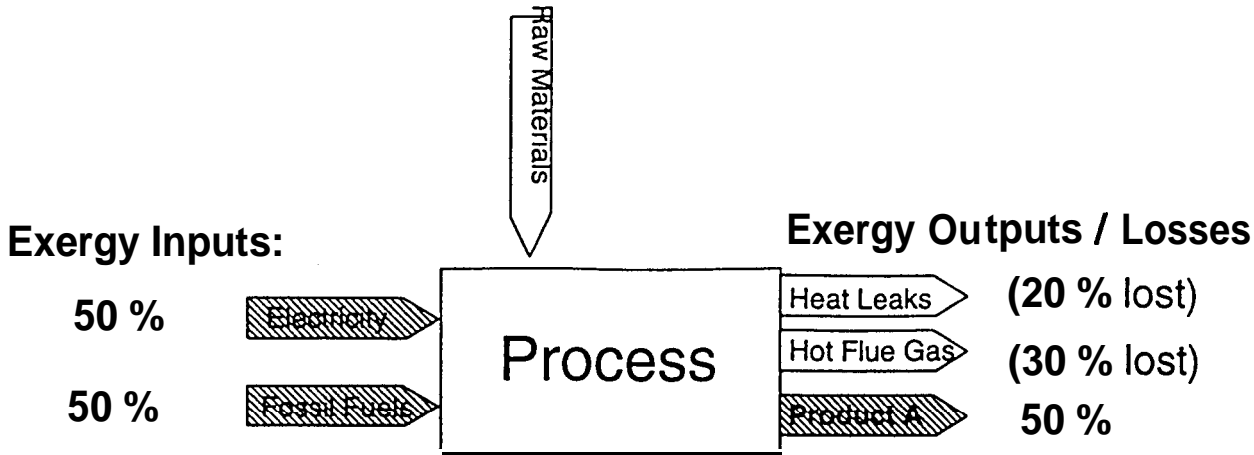 Raw Materials
Exergy Inputs:
Exergy Outputs / Losses
50 %
Electricity
Process
Heat Leaks
(20 % lost)
Hot Flue Gas
(30 % lost)
50 %
Fossil Fuels
Product A
50 %